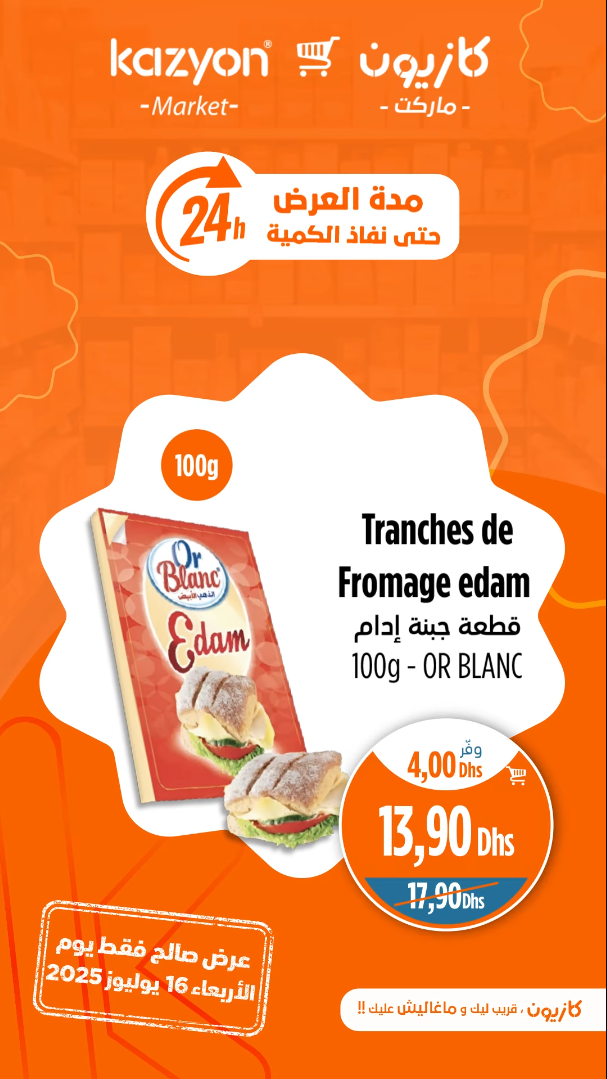 kazyon®
-Market-
كازيون
- ماركت -
24h
مدة العرض
حتى نفاذ الكمية
100g
Or
Blanc
الذهب الأبيض
Edam
Tranches de
Fromage edam
قطعة جبنة إدام
100g - OR BLANC
وفّر
4,00 Dhs
13,90 Dhs
17,90Dhs
عرض صالح فقط يوم
الأربعاء 16 يوليوز 2025
كازيون ، قريب ليك و ماغاليش عليك !!